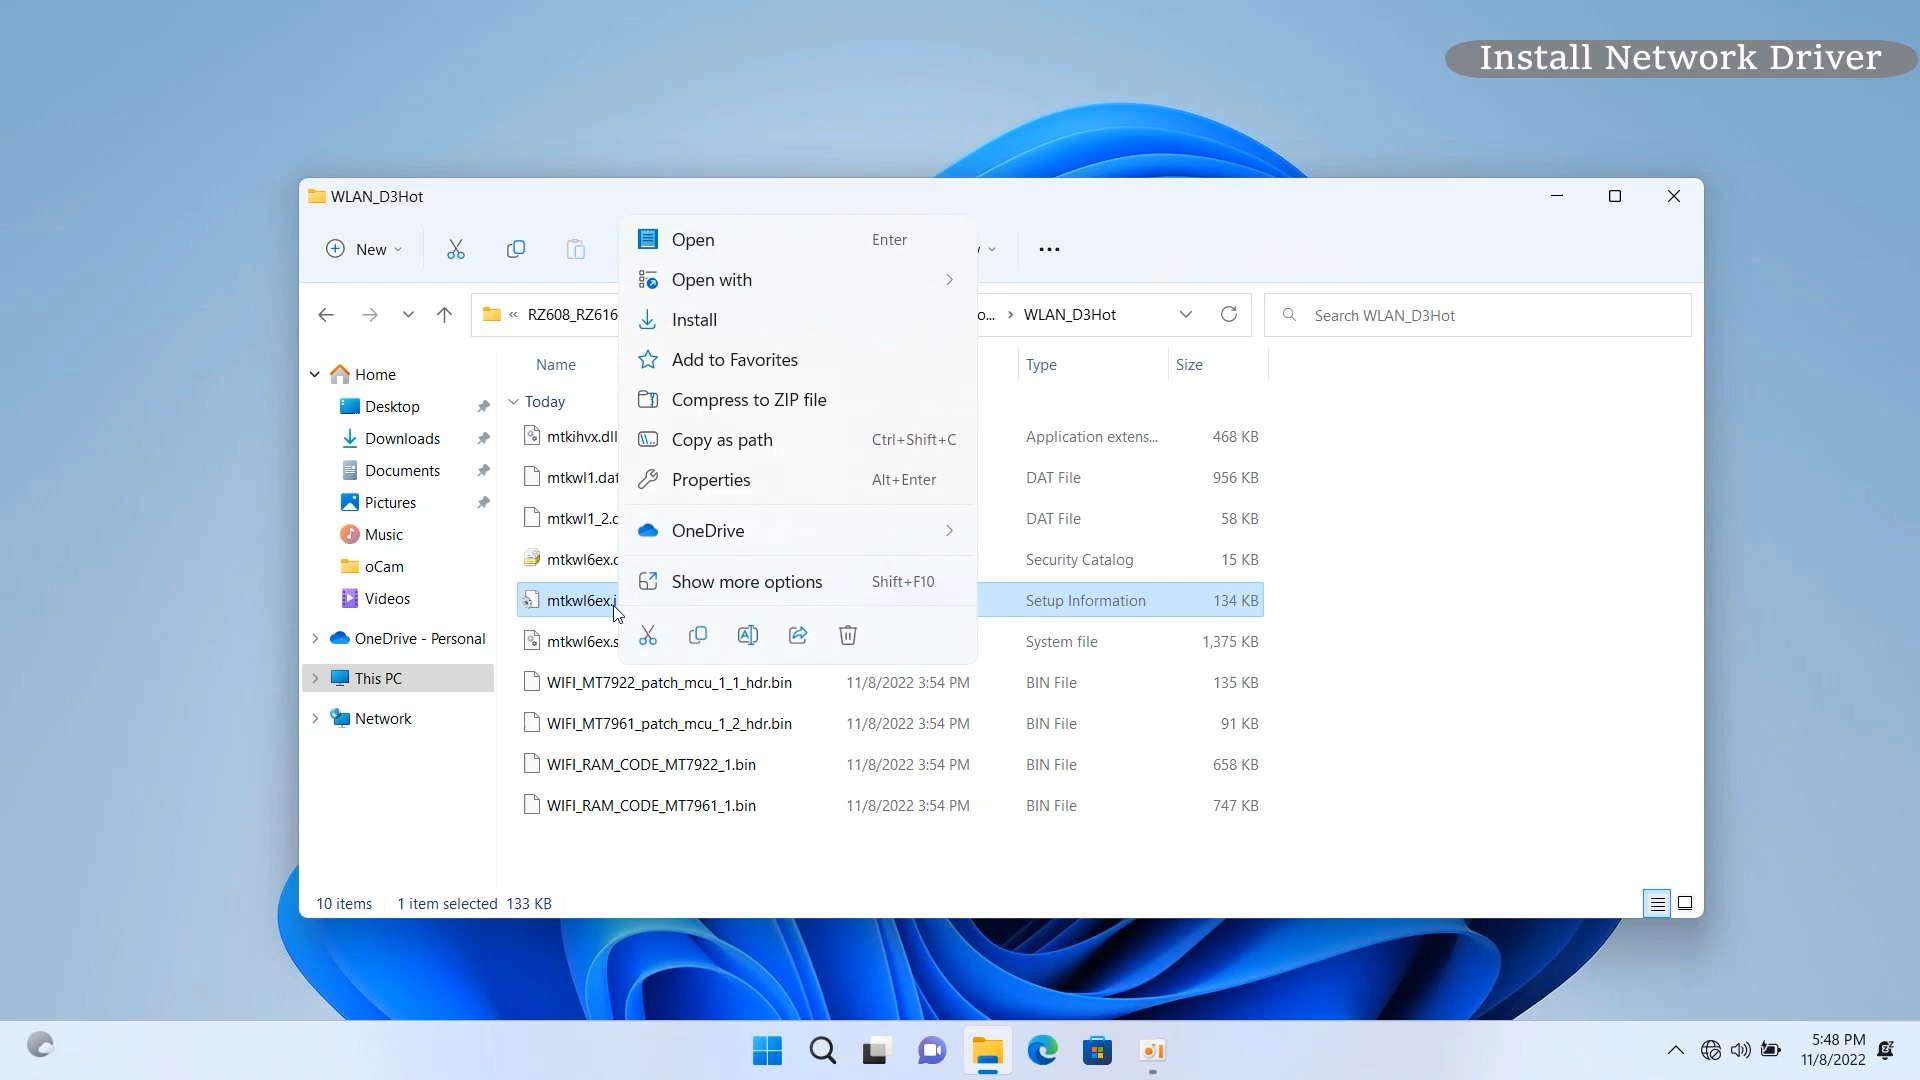 Install Network Driver
WLAN_D3Hot
New
RZ608_RZ616
o... > WLAN_D3Hot
Search WLAN_D3Hot
Open Enter
Open with
Install
Add to Favorites
Compress to ZIP file
Copy as path Ctrl+Shift+C
Properties Alt+Enter
OneDrive
Show more options Shift+F10
Home
Desktop
Downloads
Documents
Pictures
Music
oCam
Videos
OneDrive - Personal
This PC
Network
Name Type Size
Today
mtkihvx.dll Application extens... 468 KB
mtkwl1.dat DAT File 956 KB
mtkwl1_2.d DAT File 58 KB
mtkwl6ex.c Security Catalog 15 KB
mtkwl6ex.i Setup Information 134 KB
mtkwl6ex.s System file 1,375 KB
WIFI_MT7922_patch_mcu_1_1_hdr.bin 11/8/2022 3:54 PM BIN File 135 KB
WIFI_MT7961_patch_mcu_1_2_hdr.bin 11/8/2022 3:54 PM BIN File 91 KB
WIFI_RAM_CODE_MT7922_1.bin 11/8/2022 3:54 PM BIN File 658 KB
WIFI_RAM_CODE_MT7961_1.bin 11/8/2022 3:54 PM BIN File 747 KB
10 items 1 item selected 133 KB
5:48 PM
11/8/2022